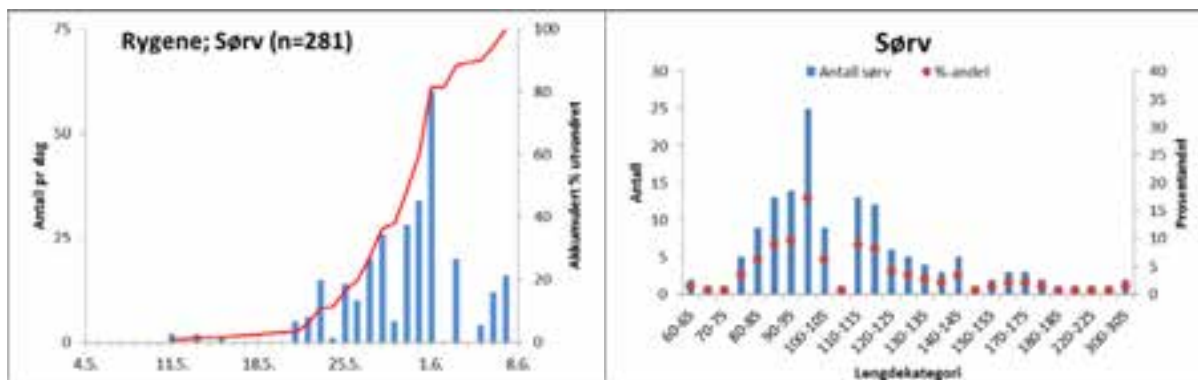 Rygene; Sørv (n=281)
Antall pr dag
75
50
25
0
100
80
60
40
20
0
Akkumulert % utvandret
4.5. 11.5. 18.5. 25.5. 1.6. 8.6.
Sørv
Antall sørv %-andel
Antall
30
25
20
15
10
5
0
40
35
30
25
20
15
10
5
0
Prosentandel
60-65 70-75 80-85 90-95 100-105 110-115 120-125 130-135 140-145 150-155 170-175 180-185 220-225 300-305
Lengdekategori